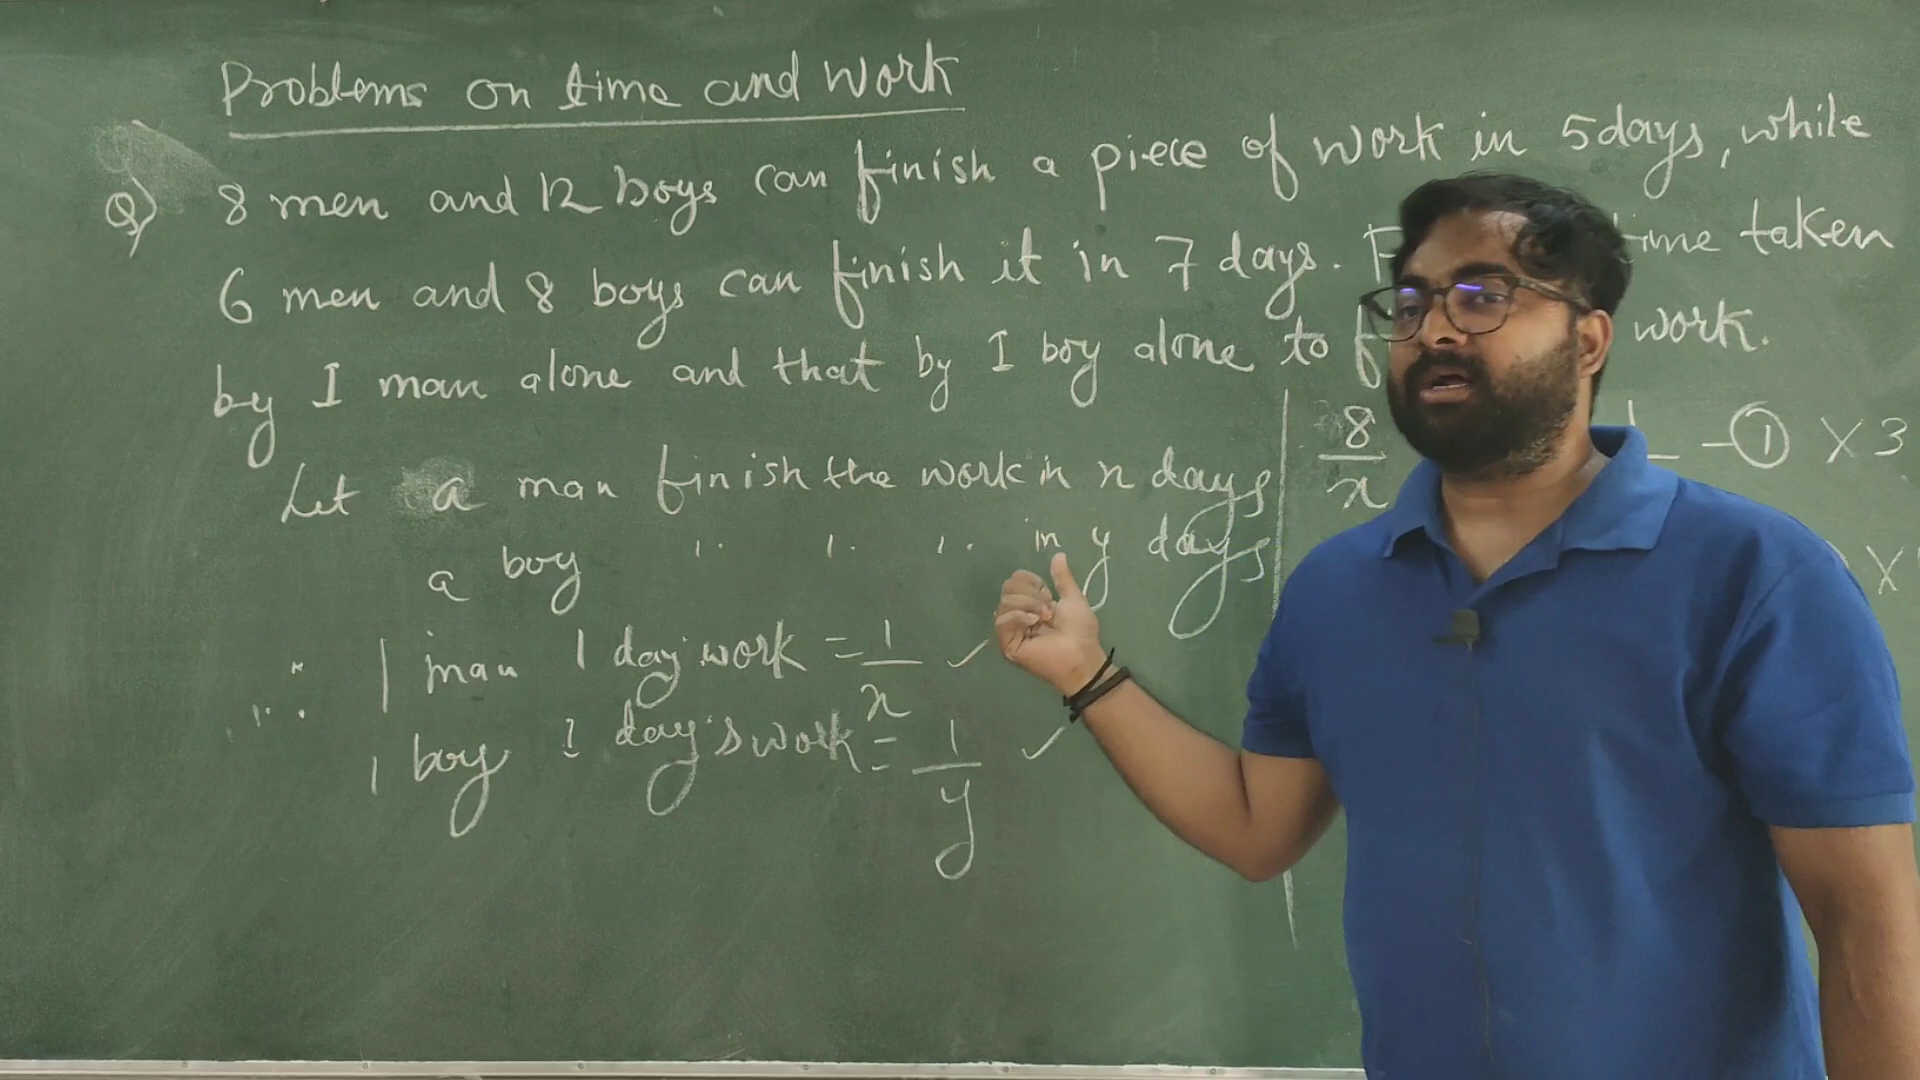 Problems on time and work
Q) 8 men and 12 boys can finish a piece of work in 5 days, while
6 men and 8 boys can finish it in 7 days. time taken
by 1 man alone and that by 1 boy alone to work.
Let a man finish the work in x days
a boy " " " in y days
∴ 1 man 1 day work = 1/x ✓
1 boy 1 day's work = 1/y ✓
8/x 1 - ① × 3
×